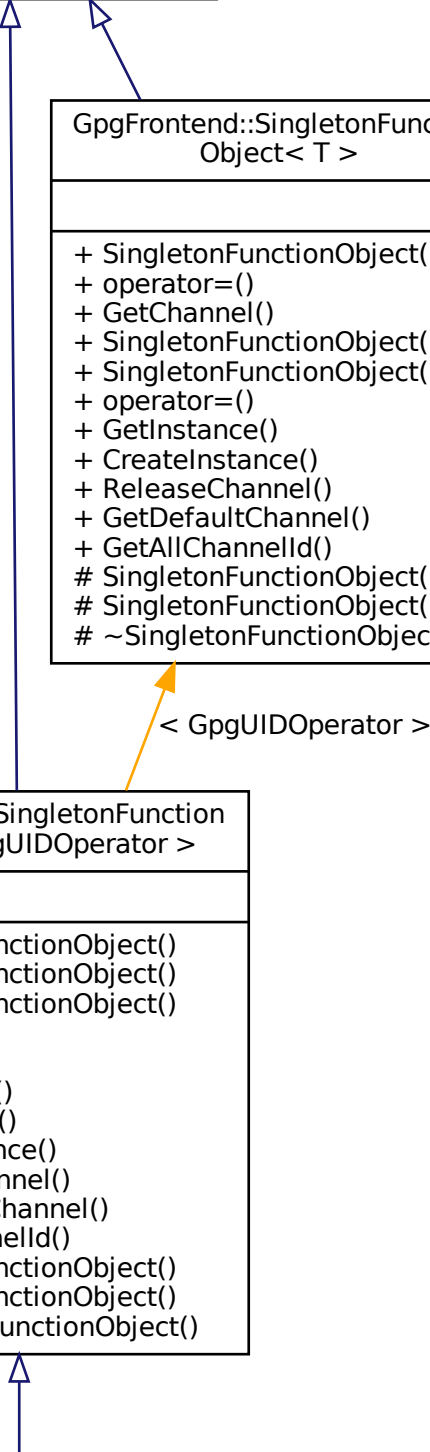 GpgFrontend::SingletonFunc
Object< T >
+ SingletonFunctionObject(
+ operator=()
+ GetChannel()
+ SingletonFunctionObject(
+ SingletonFunctionObject(
+ operator=()
+ GetInstance()
+ CreateInstance()
+ ReleaseChannel()
+ GetDefaultChannel()
+ GetAllChannelId()
# SingletonFunctionObject(
# SingletonFunctionObject(
# ~SingletonFunctionObjec
< GpgUIDOperator >
SingletonFunction
gUIDOperator >
nctionObject()
nctionObject()
nctionObject()
()
()
nce()
nnel()
Channel()
nelId()
nctionObject()
nctionObject()
unctionObject()